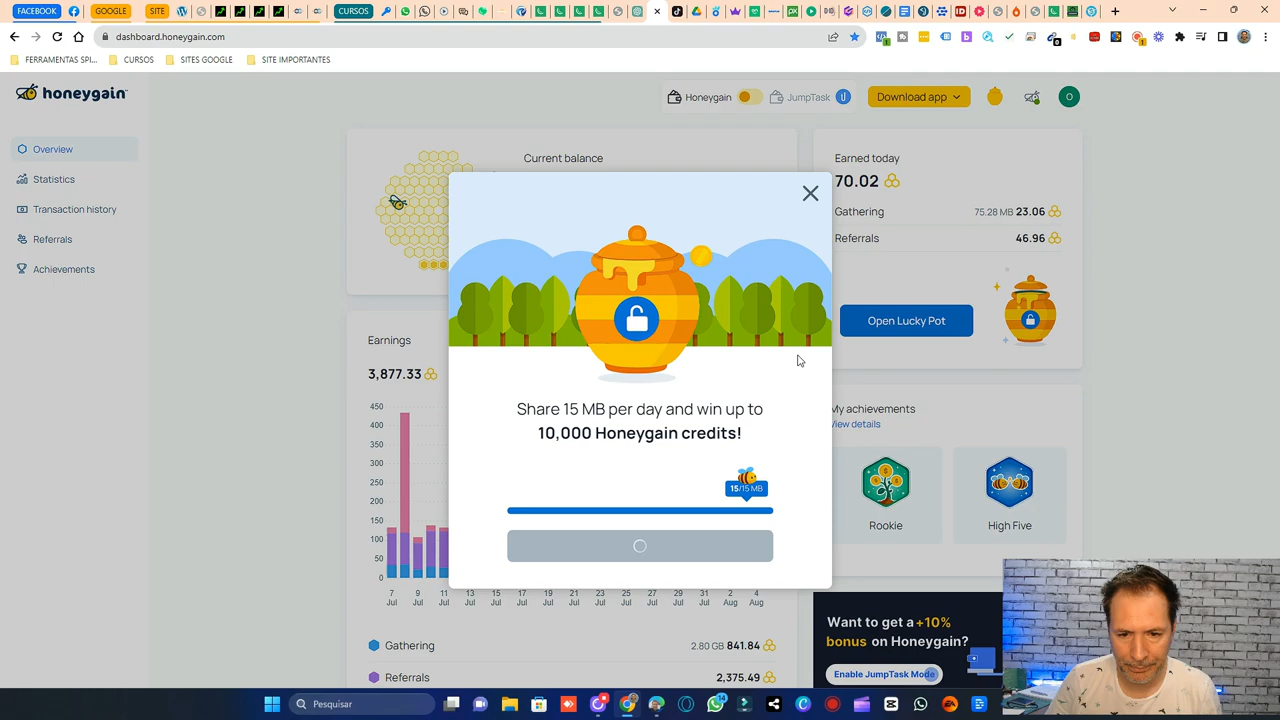 FACEBOOK
GOOGLE
SITE
CURSOS
dashboard.honeygain.com
FERRAMENTAS SPI...
CURSOS
SITES GOOGLE
SITE IMPORTANTES
honeygain
Honeygain
JumpTask
Download app
O
Overview
Statistics
Transaction history
Referrals
Achievements
Current balance
Earned today
70.02
Gathering
75.28 MB 23.06
Referrals
46.96
Open Lucky Pot
Share 15 MB per day and win up to
10,000 Honeygain credits!
15/15 MB
Earnings
3,877.33
450
400
350
300
250
200
150
100
50
0
7 9 11 13 15 17 19 21 23 25 27 29 31 2 4
Jul Jul Jul Jul Jul Jul Jul Jul Jul Jul Jul Jul Jul Aug Aug
Gathering
2.80 GB 841.84
Referrals
2,375.49
My achievements
View details
Rookie
High Five
Want to get a +10%
bonus on Honeygain?
Enable JumpTask Mode
Pesquisar